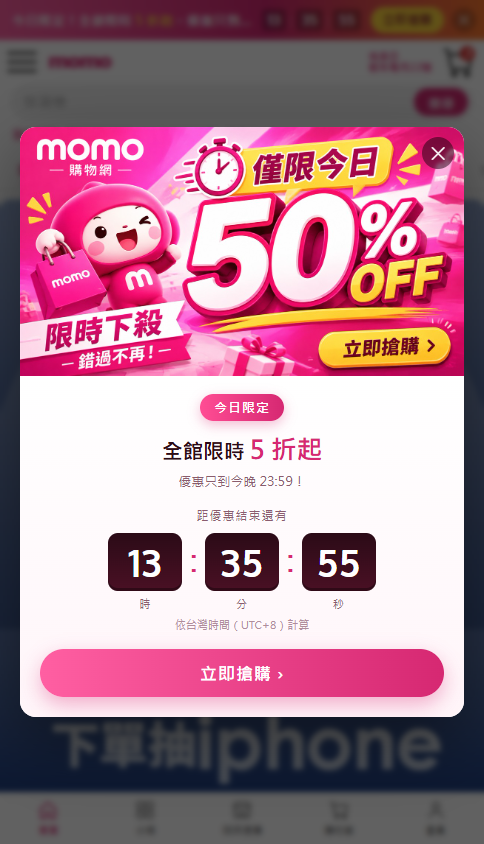 momo
momo
購物網
僅限今日
50%
OFF
momo
m
限時下殺
錯過不再!
立即搶購
今日限定
全館限時 5 折起
優惠只到今晚 23:59！
距優惠結束還有
13 : 35 : 55
時 分 秒
依台灣時間（UTC+8）計算
立即搶購 ›
下單抽iphone